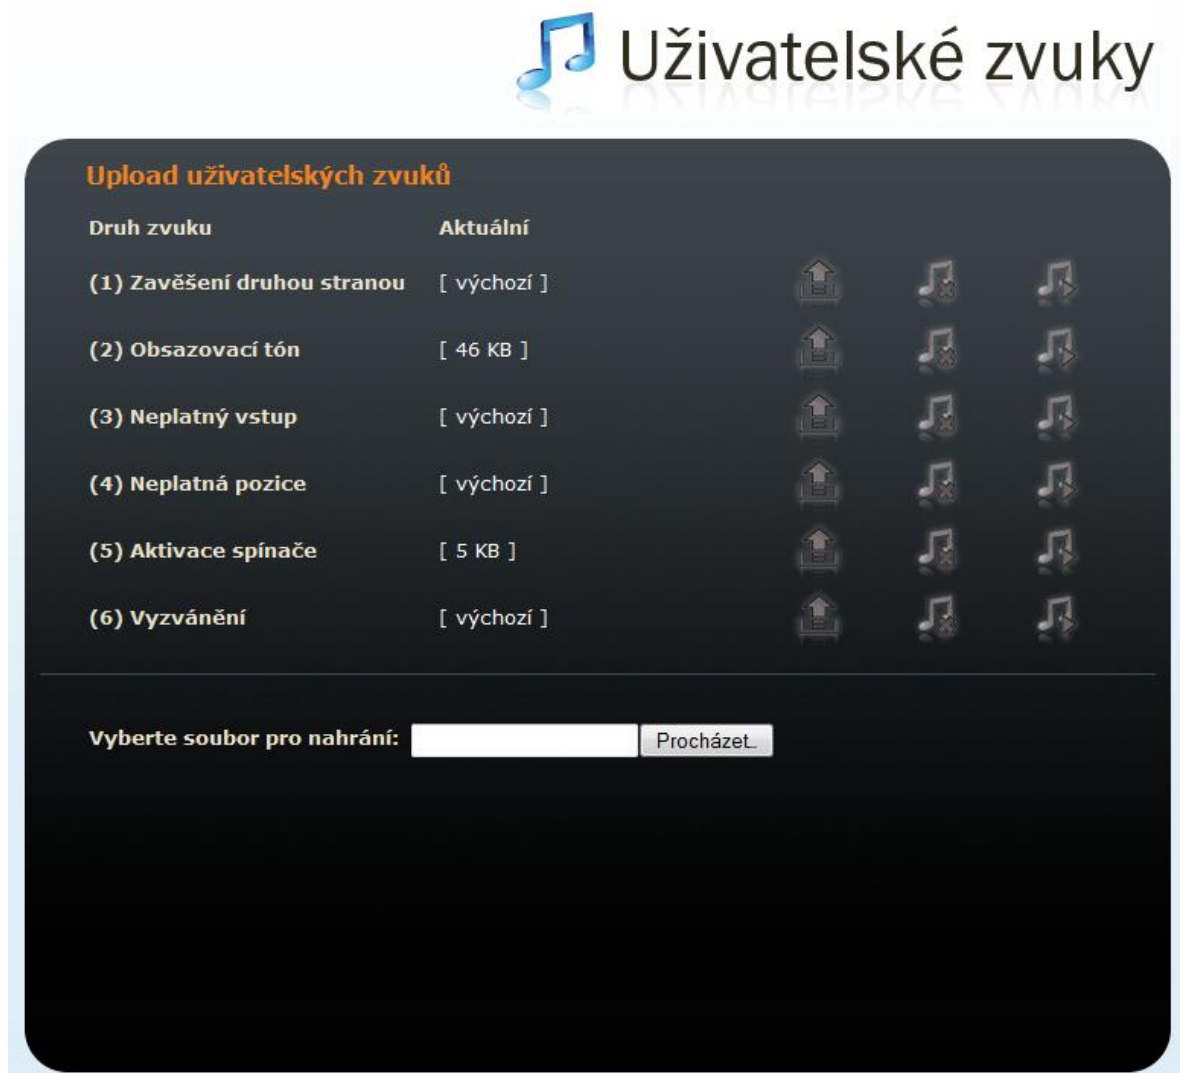 Uživatelské zvuky
Upload uživatelských zvuků
Druh zvuku Aktuální
(1) Zavěšení druhou stranou [ výchozí ]
(2) Obsazovací tón [ 46 KB ]
(3) Neplatný vstup [ výchozí ]
(4) Neplatná pozice [ výchozí ]
(5) Aktivace spínače [ 5 KB ]
(6) Vyzvánění [ výchozí ]
Vyberte soubor pro nahrání: Procházet..